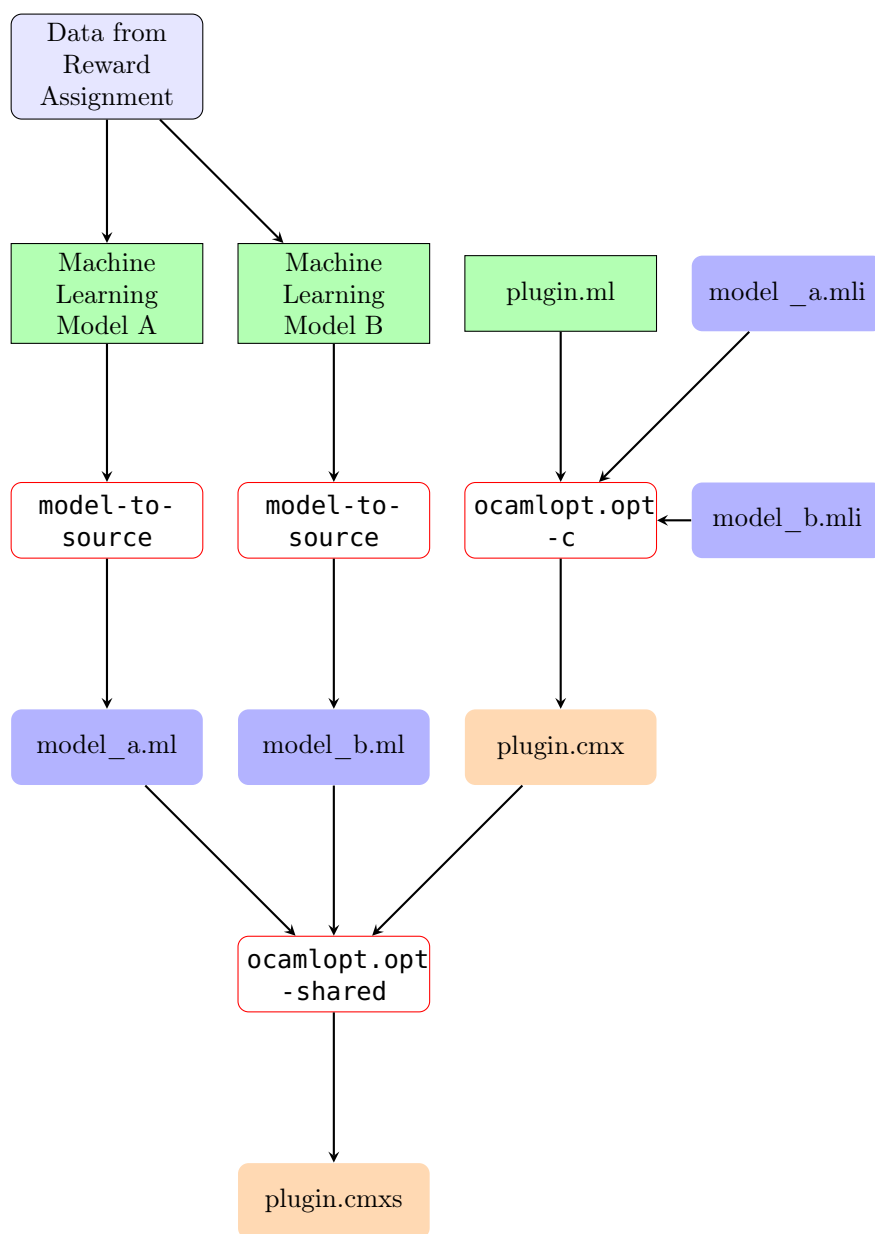 Data from
Reward
Assignment
Machine
Learning
Model A
Machine
Learning
Model B
plugin.ml
model _a.mli
model-to-
source
model-to-
source
ocamlopt.opt
-c
model_b.mli
model_a.ml
model_b.ml
plugin.cmx
ocamlopt.opt
-shared
plugin.cmxs